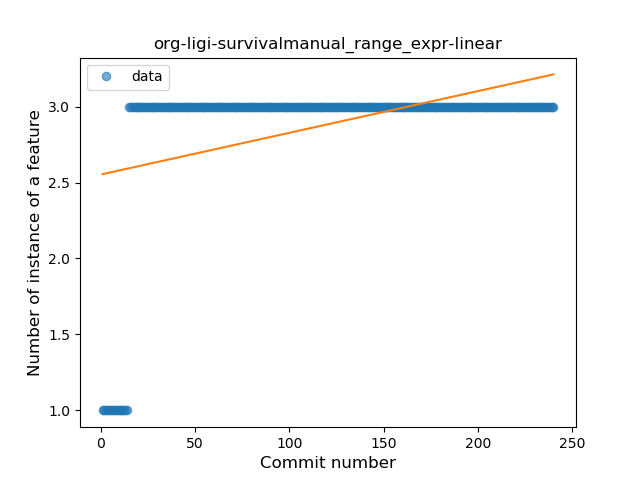 org-ligi-survivalmanual_range_expr-linear
data
Number of instance of a feature
3.0
2.5
2.0
1.5
1.0
0
50
100
150
200
250
Commit number